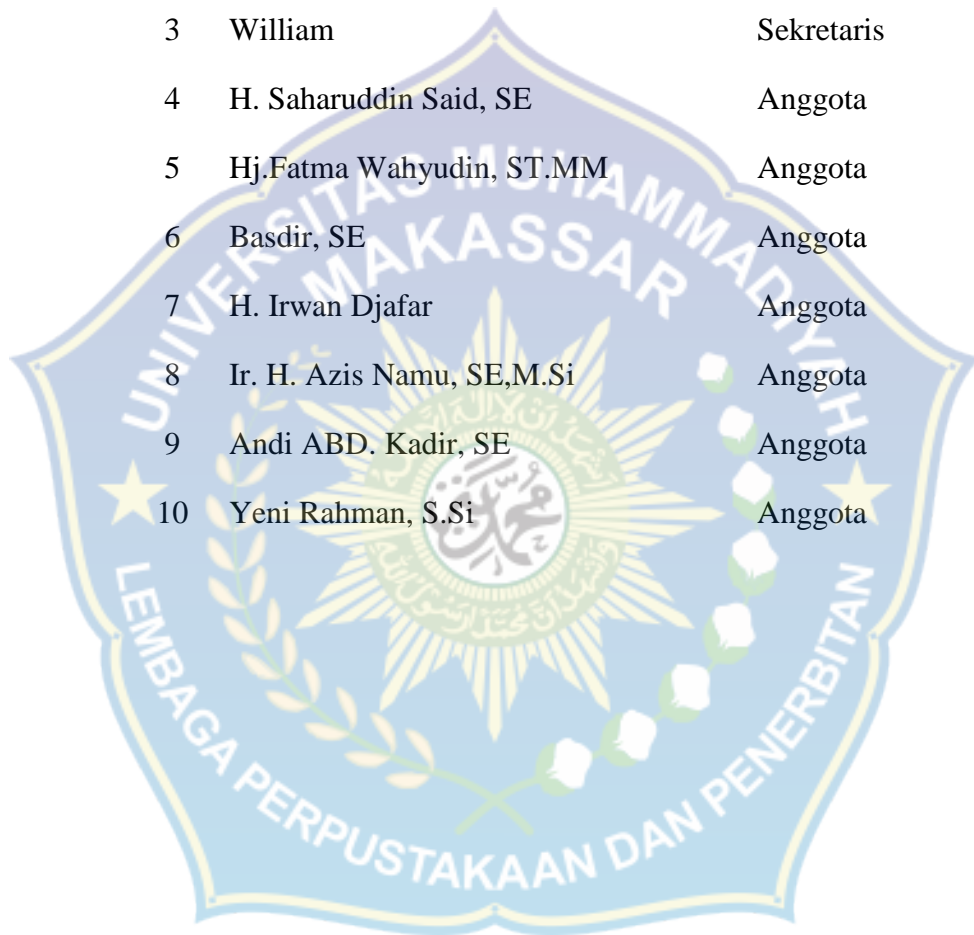 3 William Sekretaris
4 H. Saharuddin Said, SE Anggota
5 Hj.Fatma Wahyudin, ST.MM Anggota
6 Basdir, SE Anggota
7 H. Irwan Djafar Anggota
8 Ir. H. Azis Namu, SE,M.Si Anggota
9 Andi ABD. Kadir, SE Anggota
10 Yeni Rahman, S.Si Anggota
UNIVERSITAS MUHAMMADIYAH
MAKASSAR
LEMBAGA PERPUSTAKAAN DAN PENERBITAN